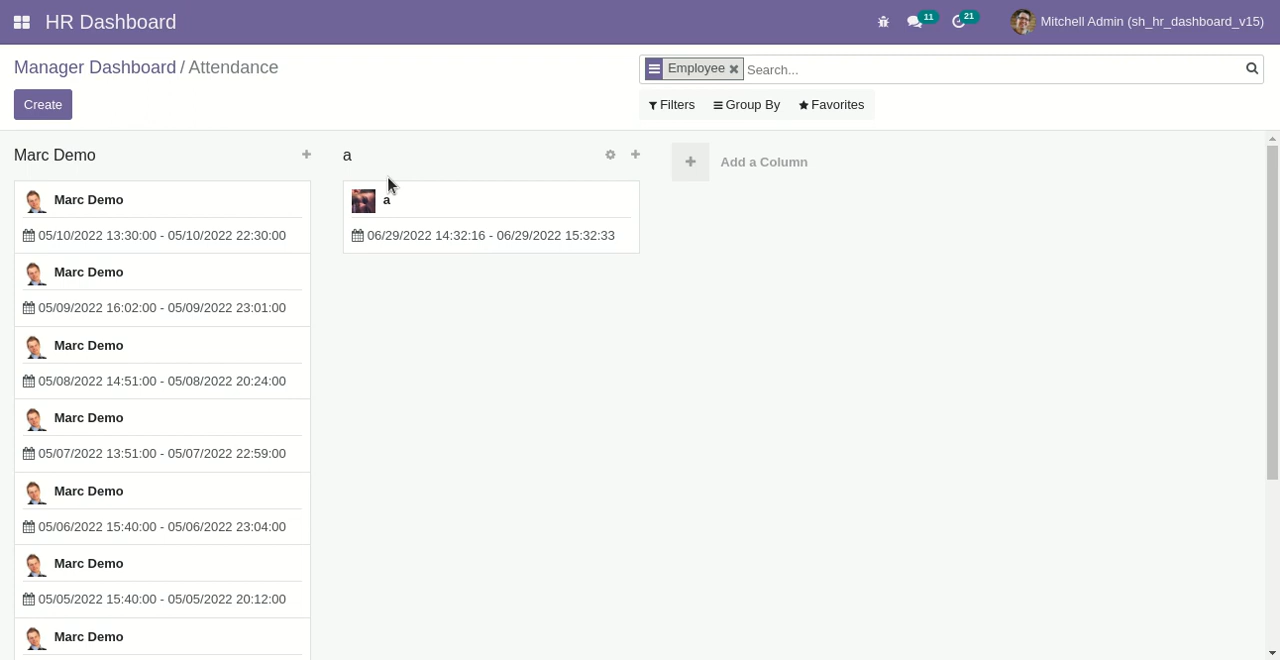 HR Dashboard
11
21
Mitchell Admin (sh_hr_dashboard_v15)
Manager Dashboard / Attendance
Employee
Search...
Create
Filters
Group By
Favorites
Marc Demo
Marc Demo
05/10/2022 13:30:00 - 05/10/2022 22:30:00
Marc Demo
05/09/2022 16:02:00 - 05/09/2022 23:01:00
Marc Demo
05/08/2022 14:51:00 - 05/08/2022 20:24:00
Marc Demo
05/07/2022 13:51:00 - 05/07/2022 22:59:00
Marc Demo
05/06/2022 15:40:00 - 05/06/2022 23:04:00
Marc Demo
05/05/2022 15:40:00 - 05/05/2022 20:12:00
Marc Demo
a
a
06/29/2022 14:32:16 - 06/29/2022 15:32:33
Add a Column